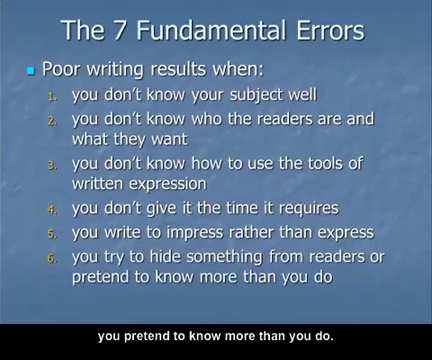 The 7 Fundamental Errors
Poor writing results when:
1. you don't know your subject well
2. you don't know who the readers are and
what they want
3. you don't know how to use the tools of
written expression
4. you don't give it the time it requires
5. you write to impress rather than express
6. you try to hide something from readers or
pretend to know more than you do
you pretend to know more than you do.